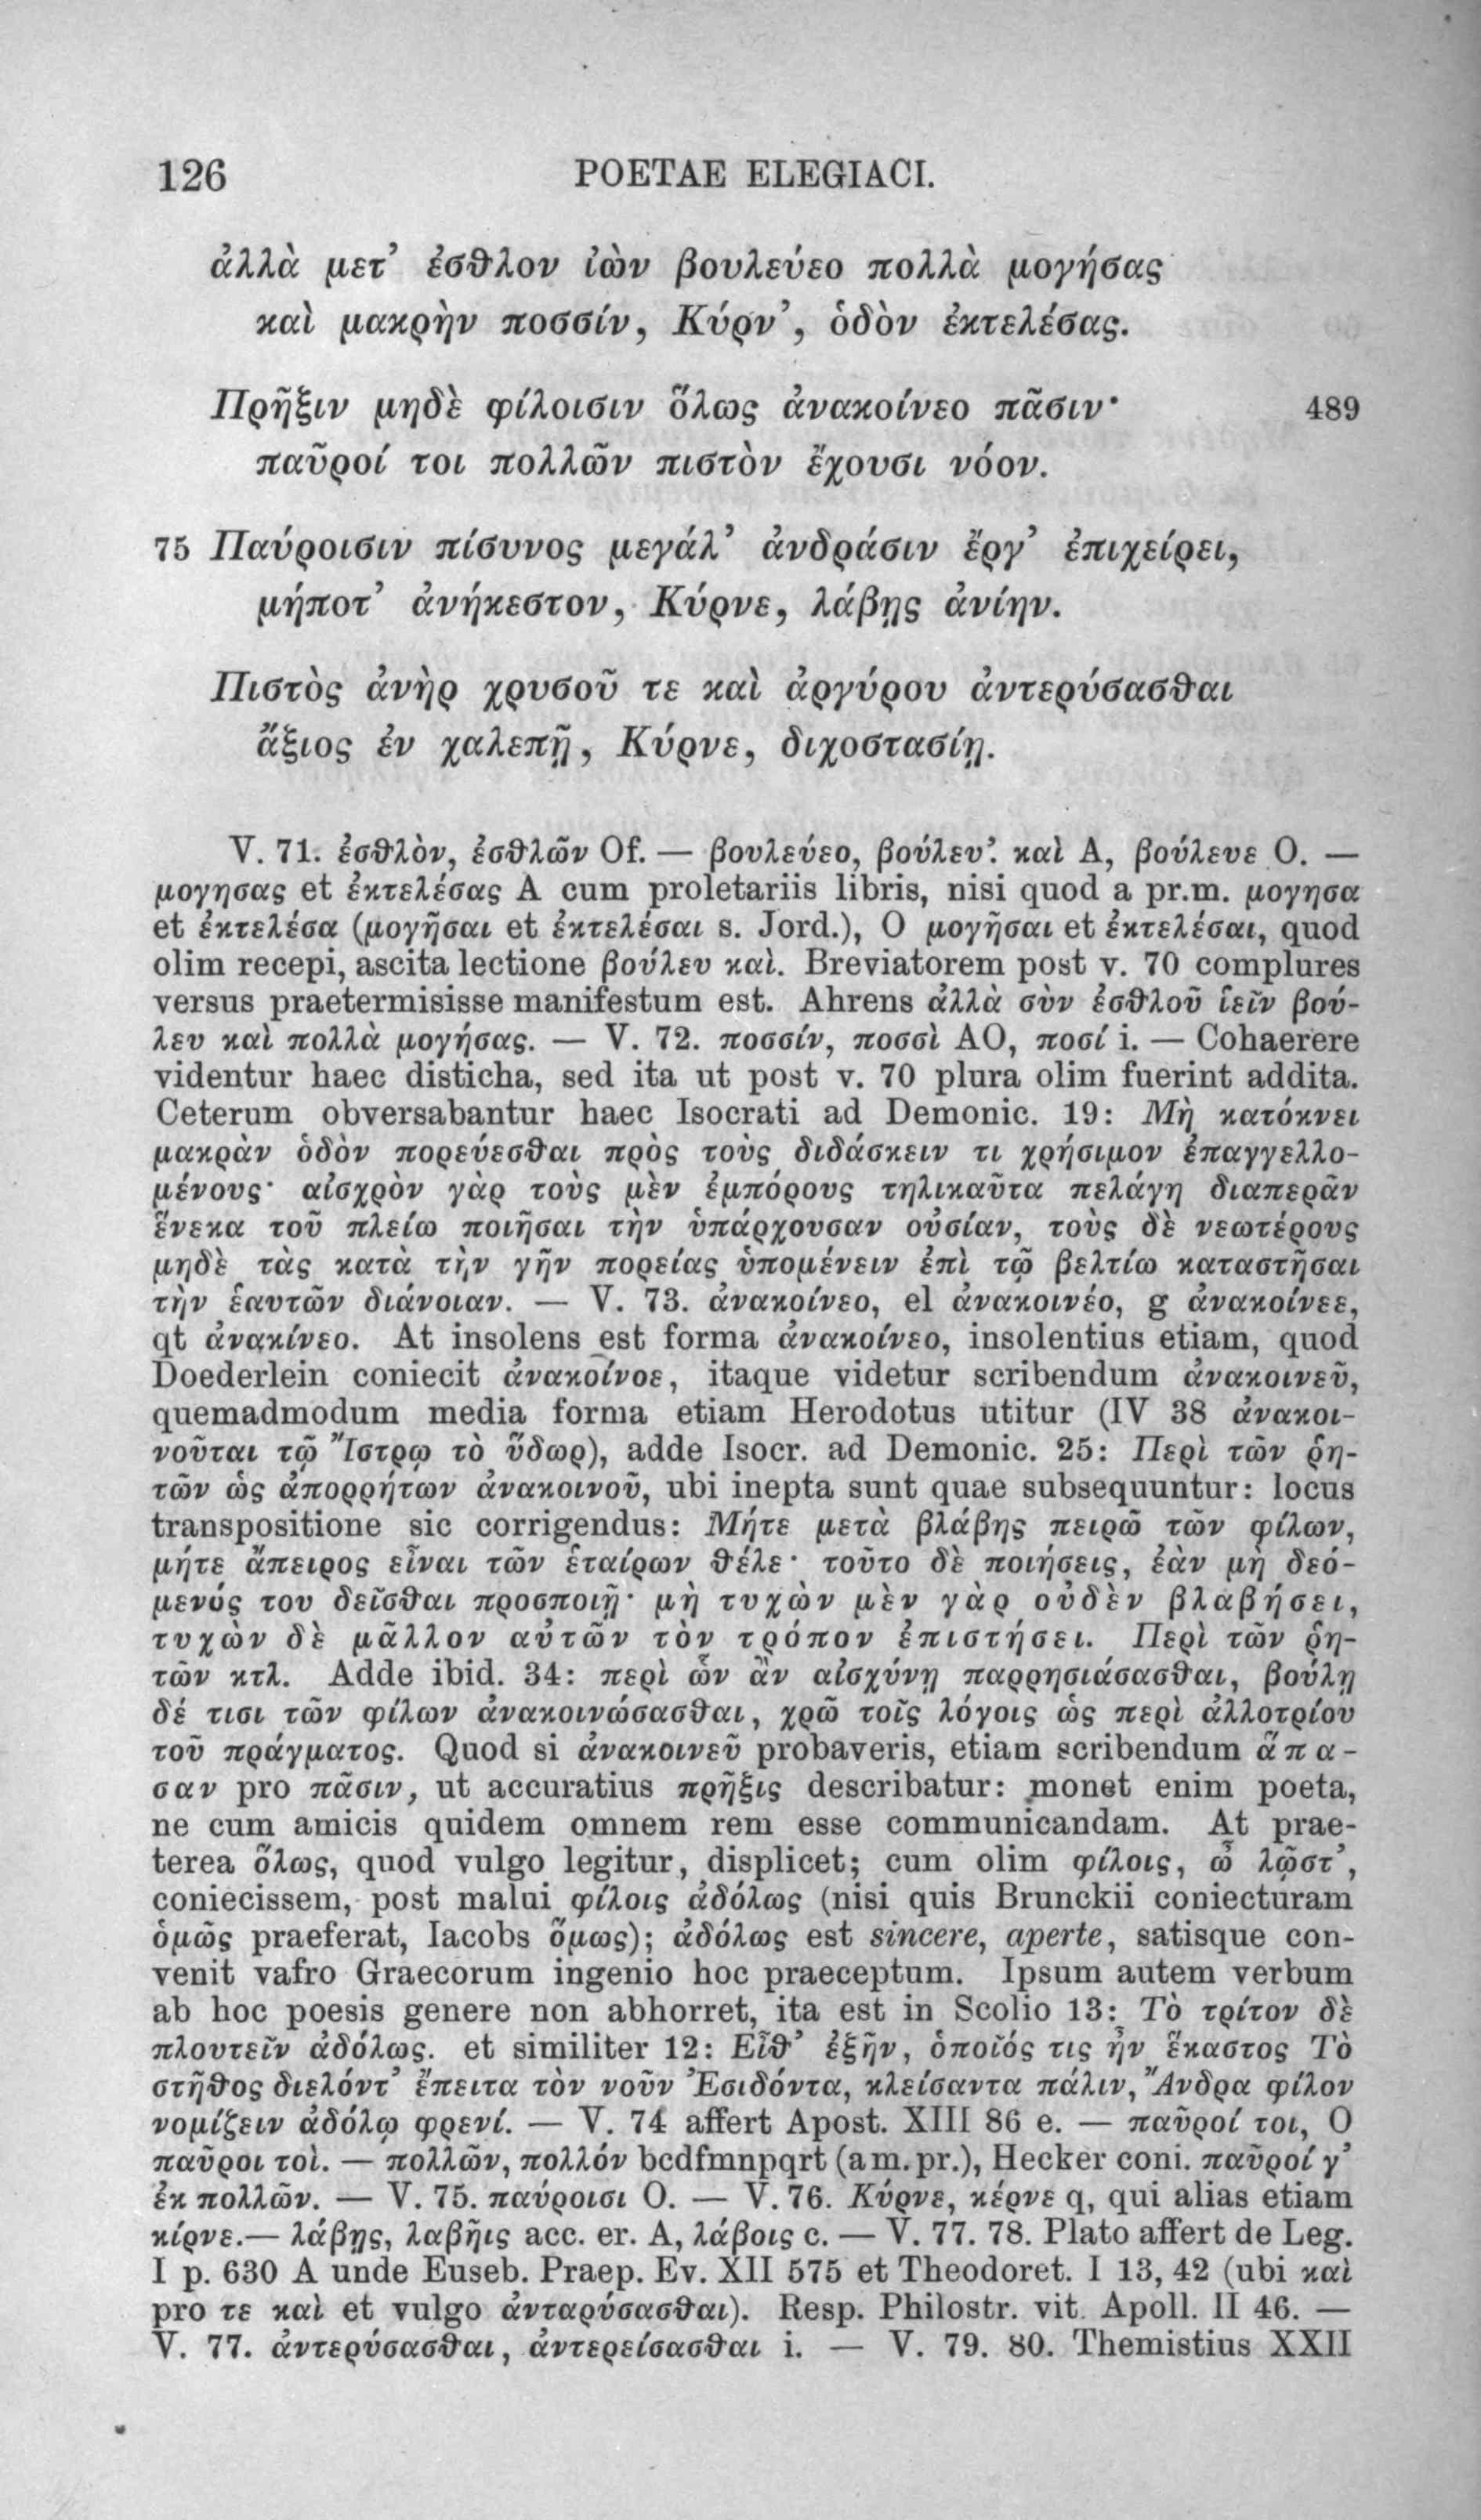 126 POETAE ELEGIACI.
ἀλλὰ μετ’ ἐσθλον ἰὼν βουλεύεο πολλὰ μογήσας
καὶ μακρὴν ποσσίν, Κύρν’, ὁδὸν ἐκτελέσας.
Πρῆξιν μηδὲ φίλοισιν ὅλως ἀνακοίνεο πᾶσιν· 489
παῦροί τοι πολλῶν πιστὸν ἔχουσι νόον.
75 Παύροισιν πίσυνος μεγάλ’ ἀνδράσιν ἔργ’ ἐπιχείρει,
μήποτ’ ἀνήκεστον, Κύρνε, λάβῃς ἀνίην.
Πιστὸς ἀνὴρ χρυσοῦ τε καὶ ἀργύρου ἀντερύσασθαι
ἄξιος ἐν χαλεπῇ, Κύρνε, διχοστασίῃ.
V. 71. ἐσθλὸν, ἐσθλῶν Of. — βουλεύεο, βούλευ’. καὶ A, βούλευε O. —
μογησας et ἐκτελέσας A cum proletariis libris, nisi quod a pr.m. μογησα
et ἐκτελέσα (μογῆσαι et ἐκτελέσαι s. Jord.), O μογῆσαι et ἐκτελέσαι, quod
olim recepi, ascita lectione βούλευ καὶ. Breviatorem post v. 70 complures
versus praetermisisse manifestum est. Ahrens ἀλλὰ σὺν ἐσθλοῦ ἰεῖν βού-
λευ καὶ πολλὰ μογήσας. — V. 72. ποσσίν, ποσσὶ AO, ποσί i. — Cohaerere
videntur haec disticha, sed ita ut post v. 70 plura olim fuerint addita.
Ceterum obversabantur haec Isocrati ad Demonic. 19: Μὴ κατόκνει
μακρὰν ὁδὸν πορεύεσθαι πρὸς τοὺς διδάσκειν τι χρήσιμον ἐπαγγελλο-
μένους· αἰσχρὸν γὰρ τοὺς μὲν ἐμπόρους τηλικαῦτα πελάγη διαπερᾶν
ἕνεκα τοῦ πλείω ποιῆσαι τὴν ὑπάρχουσαν οὐσίαν, τοὺς δὲ νεωτέρους
μηδὲ τὰς κατὰ τὴν γῆν πορείας ὑπομένειν ἐπὶ τῷ βελτίω καταστῆσαι
τὴν ἑαυτῶν διάνοιαν. — V. 73. ἀνακοίνεο, el ἀνακοινέο, g ἀνακοίνεε,
qt ἀνακίνεο. At insolens est forma ἀνακοίνεο, insolentius etiam, quod
Doederlein coniecit ἀνακοίνοε, itaque videtur scribendum ἀνακοινεῦ,
quemadmodum media forma etiam Herodotus utitur (IV 38 ἀνακοι-
νοῦται τῷ Ἴστρῳ τὸ ὕδωρ), adde Isocr. ad Demonic. 25: Περὶ τῶν ῥη-
τῶν ὡς ἀπορρήτων ἀνακοινοῦ, ubi inepta sunt quae subsequuntur: locus
transpositione sic corrigendus: Μήτε μετὰ βλάβης πειρῶ τῶν φίλων,
μήτε ἄπειρος εἶναι τῶν ἑταίρων θέλε· τοῦτο δὲ ποιήσεις, ἐὰν μὴ δεό-
μενός του δεῖσθαι προσποιῇ· μὴ τυχὼν μὲν γὰρ οὐδὲν βλαβήσει,
τυχὼν δὲ μᾶλλον αὐτῶν τὸν τρόπον ἐπιστήσει. Περὶ τῶν ῥη-
τῶν κτλ. Adde ibid. 34: περὶ ὧν ἂν αἰσχύνῃ παρρησιάσασθαι, βούλῃ
δέ τισι τῶν φίλων ἀνακοινώσασθαι, χρῶ τοῖς λόγοις ὡς περὶ ἀλλοτρίου
τοῦ πράγματος. Quod si ἀνακοινεῦ probaveris, etiam scribendum ἅπα-
σαν pro πᾶσιν, ut accuratius πρῆξις describatur: monet enim poeta,
ne cum amicis quidem omnem rem esse communicandam. At prae-
terea ὅλως, quod vulgo legitur, displicet; cum olim φίλοις, ὦ λῷστ’,
coniecissem, post malui φίλοις ἀδόλως (nisi quis Brunckii coniecturam
ὁμῶς praeferat, Iacobs ὅμως); ἀδόλως est sincere, aperte, satisque con-
venit vafro Graecorum ingenio hoc praeceptum. Ipsum autem verbum
ab hoc poesis genere non abhorret, ita est in Scolio 13: Τὸ τρίτον δὲ
πλουτεῖν ἀδόλως. et similiter 12: Εἶθ’ ἐξῆν, ὁποῖός τις ἦν ἕκαστος Τὸ
στῆθος διελόντ’ ἔπειτα τὸν νοῦν Ἐσιδόντα, κλείσαντα πάλιν, Ἄνδρα φίλον
νομίζειν ἀδόλῳ φρενί. — V. 74 affert Apost. XIII 86 e. — παῦροί τοι, O
παῦροι τοὶ. — πολλῶν, πολλόν bcdfmnpqrt (a m. pr.), Hecker coni. παῦροί γ’
ἐκ πολλῶν. — V. 75. παύροισι O. — V. 76. Κύρνε, κέρνε q, qui alias etiam
κίρνε.— λάβῃς, λαβῆις acc. er. A, λάβοις c. — V. 77. 78. Plato affert de Leg.
I p. 630 A unde Euseb. Praep. Ev. XII 575 et Theodoret. I 13, 42 (ubi καὶ
pro τε καὶ et vulgo ἀνταρύσασθαι). Resp. Philostr. vit. Apoll. II 46. —
V. 77. ἀντερύσασθαι, ἀντερείσασθαι i. — V. 79. 80. Themistius XXII